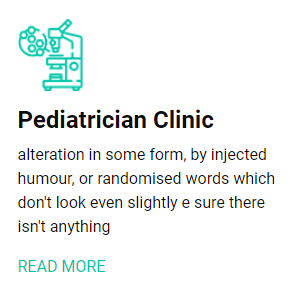 Pediatrician Clinic
alteration in some form, by injected
humour, or randomised words which
don't look even slightly e sure there
isn't anything
READ MORE